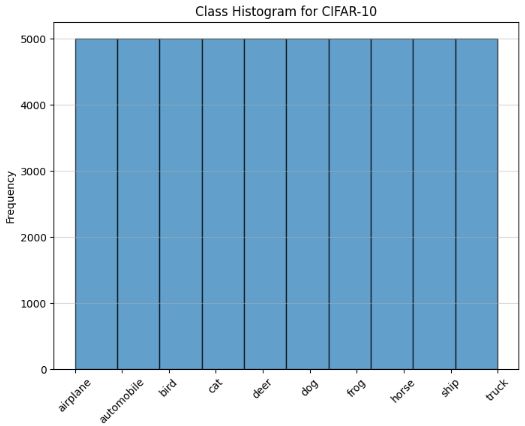 Class Histogram for CIFAR-10
5000
4000
3000
2000
1000
0
Frequency
airplane
automobile
bird
cat
deer
dog
frog
horse
ship
truck